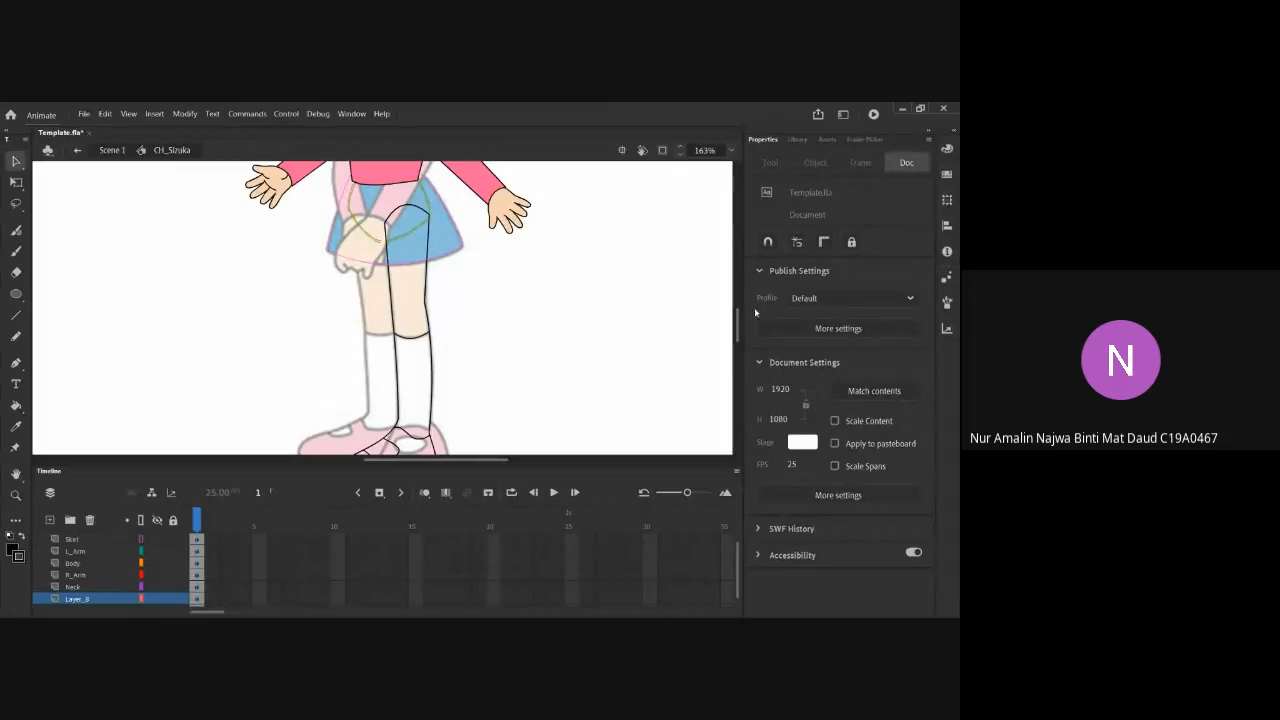 Animate File Edit View Insert Modify Text Commands Control Debug Window Help
Template.fla*
Properties Library Assets Frame Picker
Scene 1 CH_Sizuka 163%
Tool Object Frame Doc
Template.fla
Document
Publish Settings
Profile Default
More settings
Document Settings
W 1920 Match contents
H 1080 Scale Content
Stage Apply to pasteboard
FPS 25 Scale Spans
More settings
SWF History
Accessibility
Timeline
25.00 1 F
1s
5 10 15 20 25 30 35
Skirt
L_Arm
Body
R_Arm
Neck
Layer_8
N
Nur Amalin Najwa Binti Mat Daud C19A0467